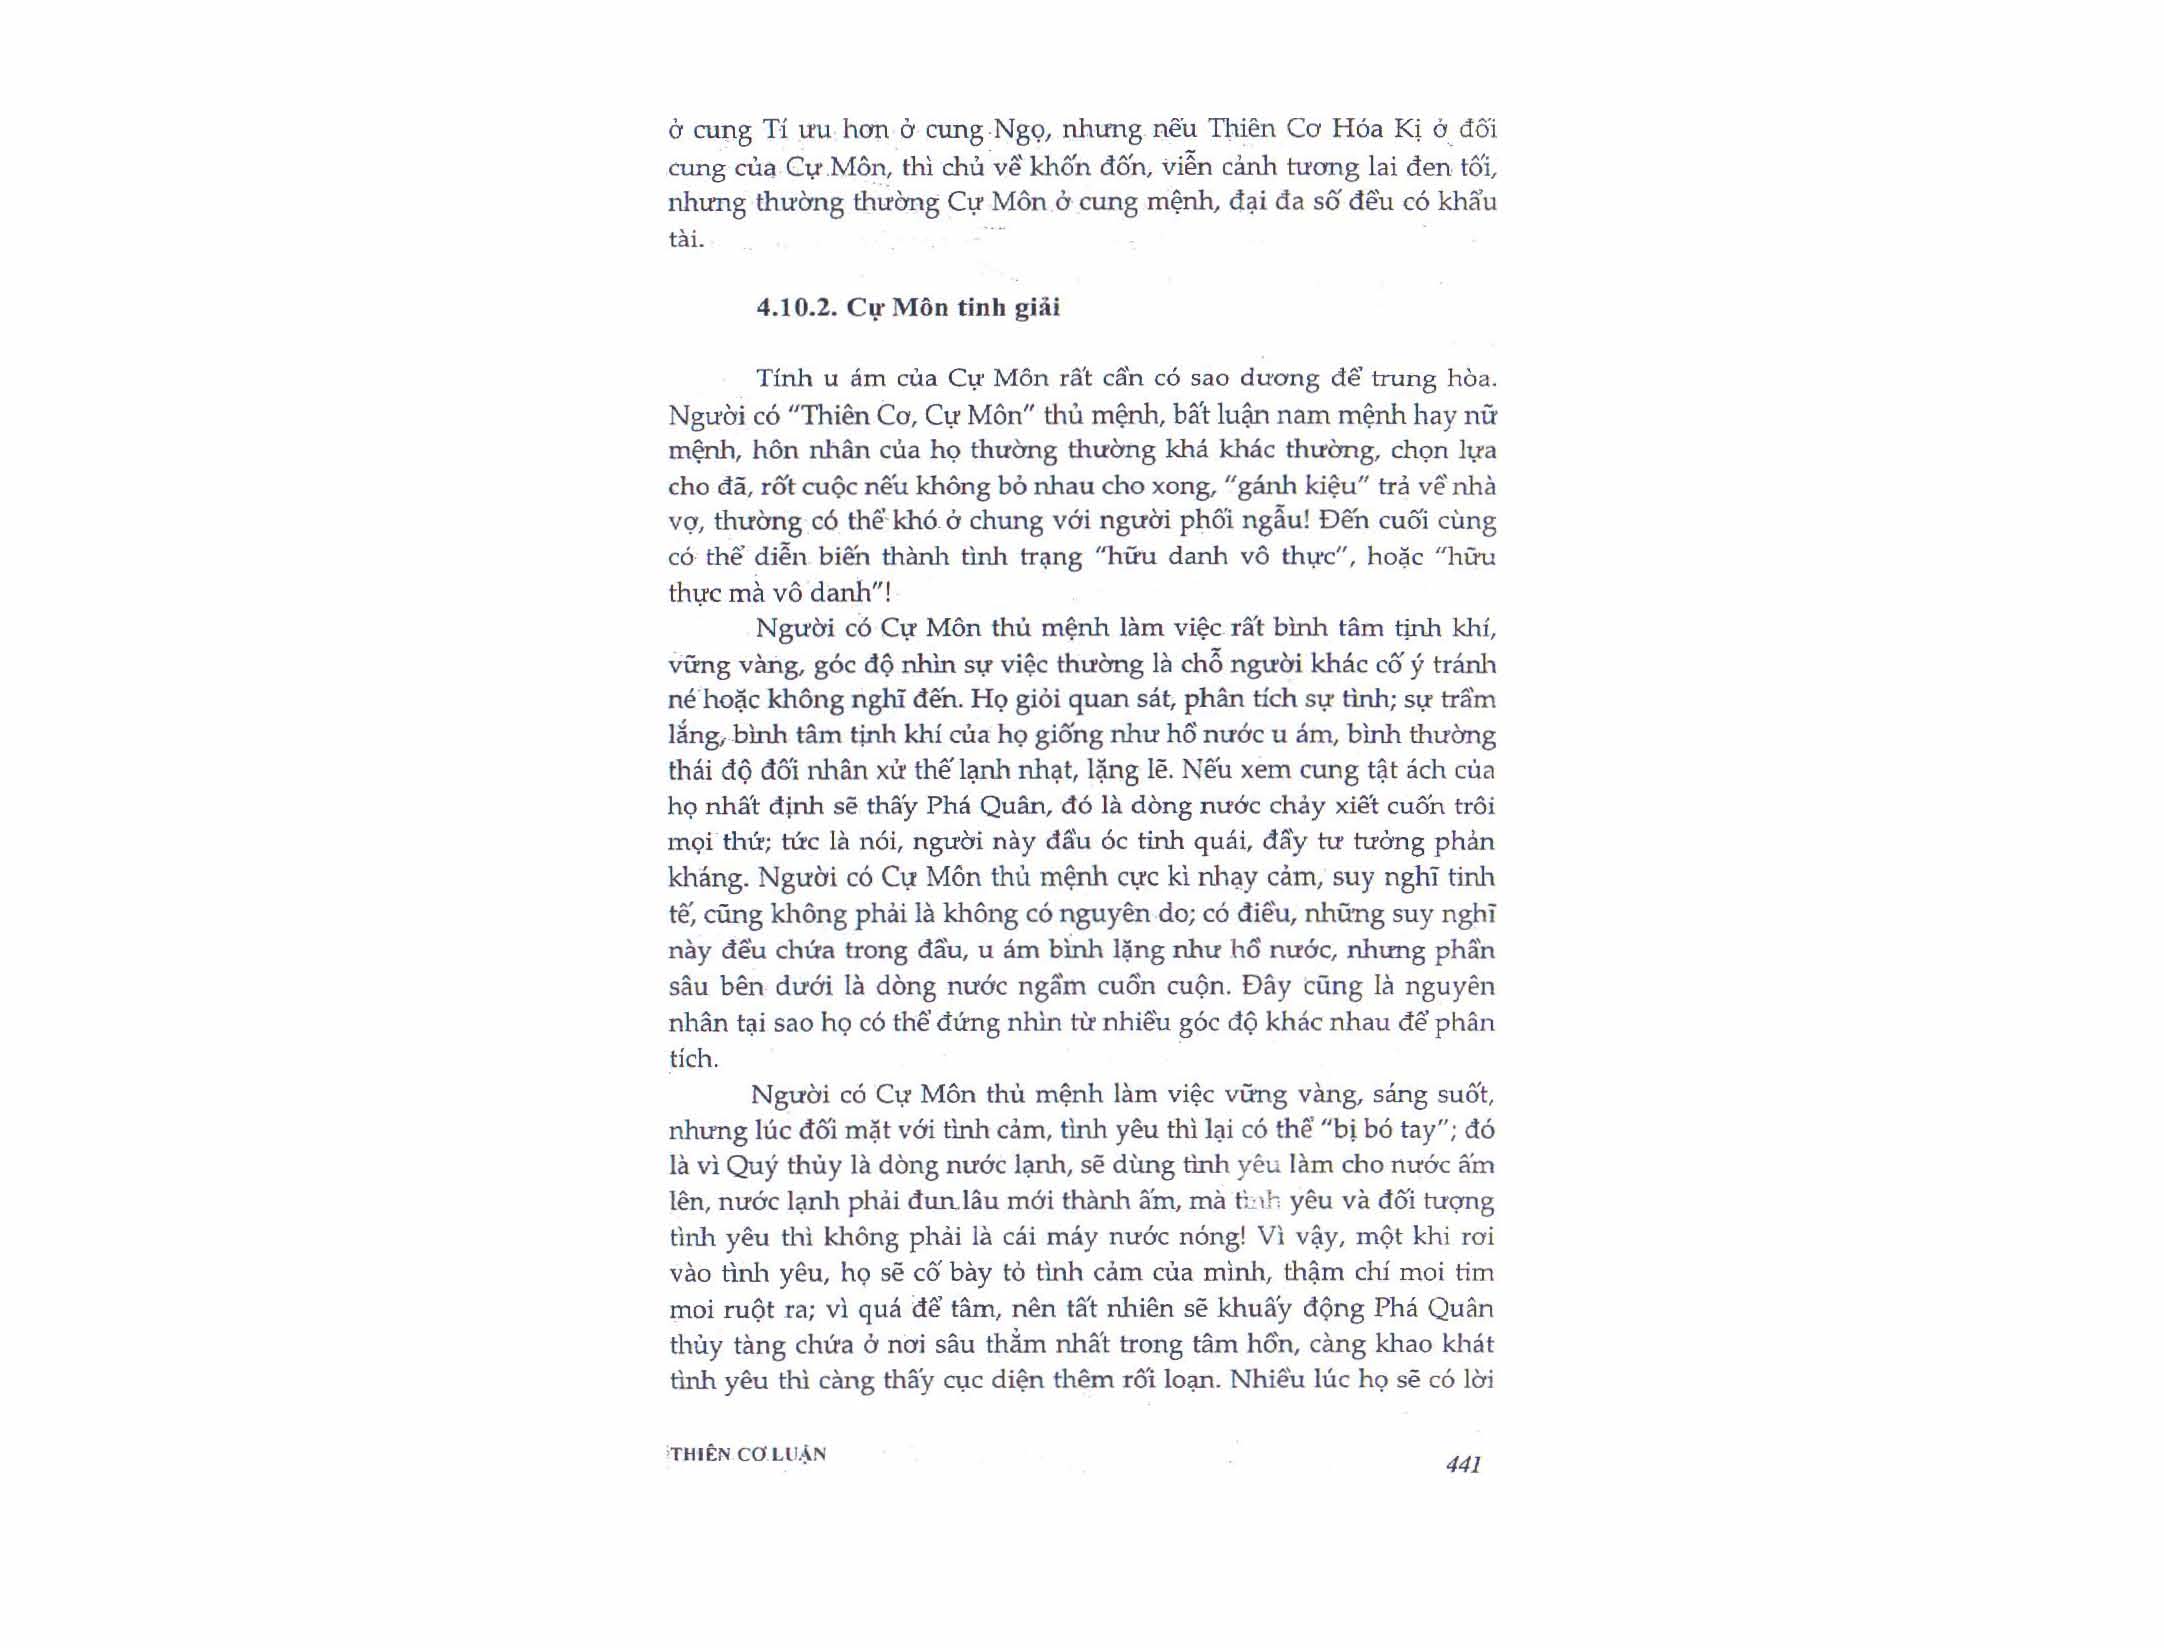 ở cung Tí ưu hơn ở cung Ngọ, nhưng nếu Thiên Cơ Hóa Kị ở đối
cung của Cự Môn, thì chủ về khốn đốn, viễn cảnh tương lai đen tối,
nhưng thường thường Cự Môn ở cung mệnh, đại đa số đều có khẩu
tài.
4.10.2. Cự Môn tinh giải
Tính u ám của Cự Môn rất cần có sao dương để trung hòa.
Người có "Thiên Cơ, Cự Môn" thủ mệnh, bất luận nam mệnh hay nữ
mệnh, hôn nhân của họ thường thường khá khác thường, chọn lựa
cho đã, rốt cuộc nếu không bỏ nhau cho xong, "gánh kiệu" trả về nhà
vợ, thường có thể khó ở chung với người phối ngẫu! Đến cuối cùng
có thể diễn biến thành tình trạng "hữu danh vô thực", hoặc "hữu
thực mà vô danh"!
Người có Cự Môn thủ mệnh làm việc rất bình tâm tịnh khí,
vững vàng, góc độ nhìn sự việc thường là chỗ người khác cố ý tránh
né hoặc không nghĩ đến. Họ giỏi quan sát, phân tích sự tình; sự trầm
lắng, bình tâm tịnh khí của họ giống như hồ nước u ám, bình thường
thái độ đối nhân xử thế lạnh nhạt, lặng lẽ. Nếu xem cung tật ách của
họ nhất định sẽ thấy Phá Quân, đó là dòng nước chảy xiết cuốn trôi
mọi thứ; tức là nói, người này đầu óc tinh quái, đầy tư tưởng phản
kháng. Người có Cự Môn thủ mệnh cực kì nhạy cảm, suy nghĩ tinh
tế, cũng không phải là không có nguyên do; có điều, những suy nghĩ
này đều chứa trong đầu, u ám bình lặng như hồ nước, nhưng phần
sâu bên dưới là dòng nước ngầm cuồn cuộn. Đây cũng là nguyên
nhân tại sao họ có thể đứng nhìn từ nhiều góc độ khác nhau để phân
tích.
Người có Cự Môn thủ mệnh làm việc vững vàng, sáng suốt,
nhưng lúc đối mặt với tình cảm, tình yêu thì lại có thể "bị bó tay"; đó
là vì Quý thủy là dòng nước lạnh, sẽ dùng tình yêu làm cho nước ấm
lên, nước lạnh phải đun lâu mới thành ấm, mà tình yêu và đối tượng
tình yêu thì không phải là cái máy nước nóng! Vì vậy, một khi rơi
vào tình yêu, họ sẽ cố bày tỏ tình cảm của mình, thậm chí moi tim
moi ruột ra; vì quá để tâm, nên tất nhiên sẽ khuấy động Phá Quân
thủy tàng chứa ở nơi sâu thẳm nhất trong tâm hồn, càng khao khát
tình yêu thì càng thấy cục diện thêm rối loạn. Nhiều lúc họ sẽ có lời
THIÊN CƠ LUẬN
441